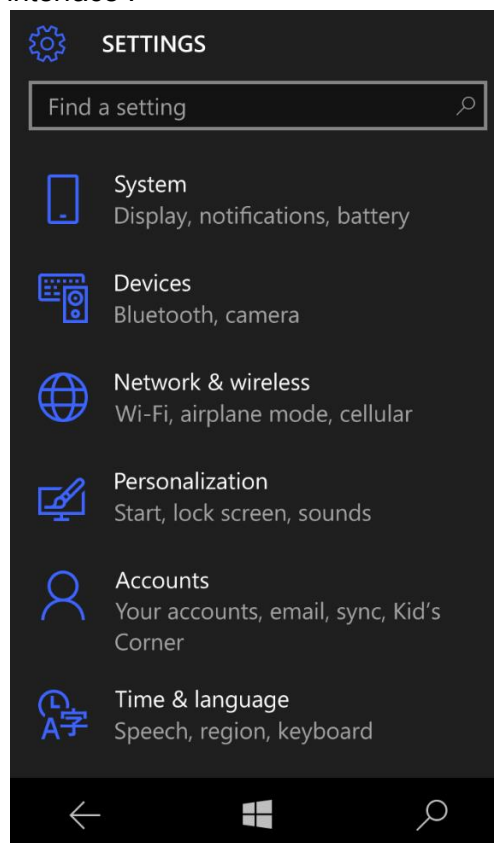 SETTINGS
Find a setting
System
Display, notifications, battery
Devices
Bluetooth, camera
Network & wireless
Wi-Fi, airplane mode, cellular
Personalization
Start, lock screen, sounds
Accounts
Your accounts, email, sync, Kid's
Corner
Time & language
Speech, region, keyboard